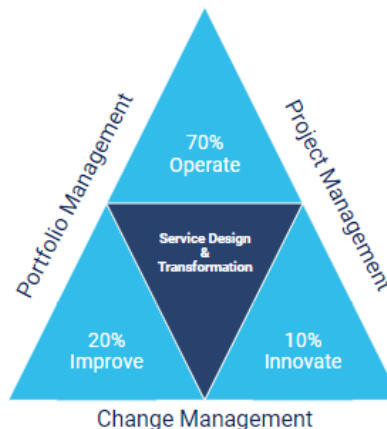 Portfolio Management
Project Management
70%
Operate
Service Design
&
Transformation
20%
Improve
10%
Innovate
Change Management